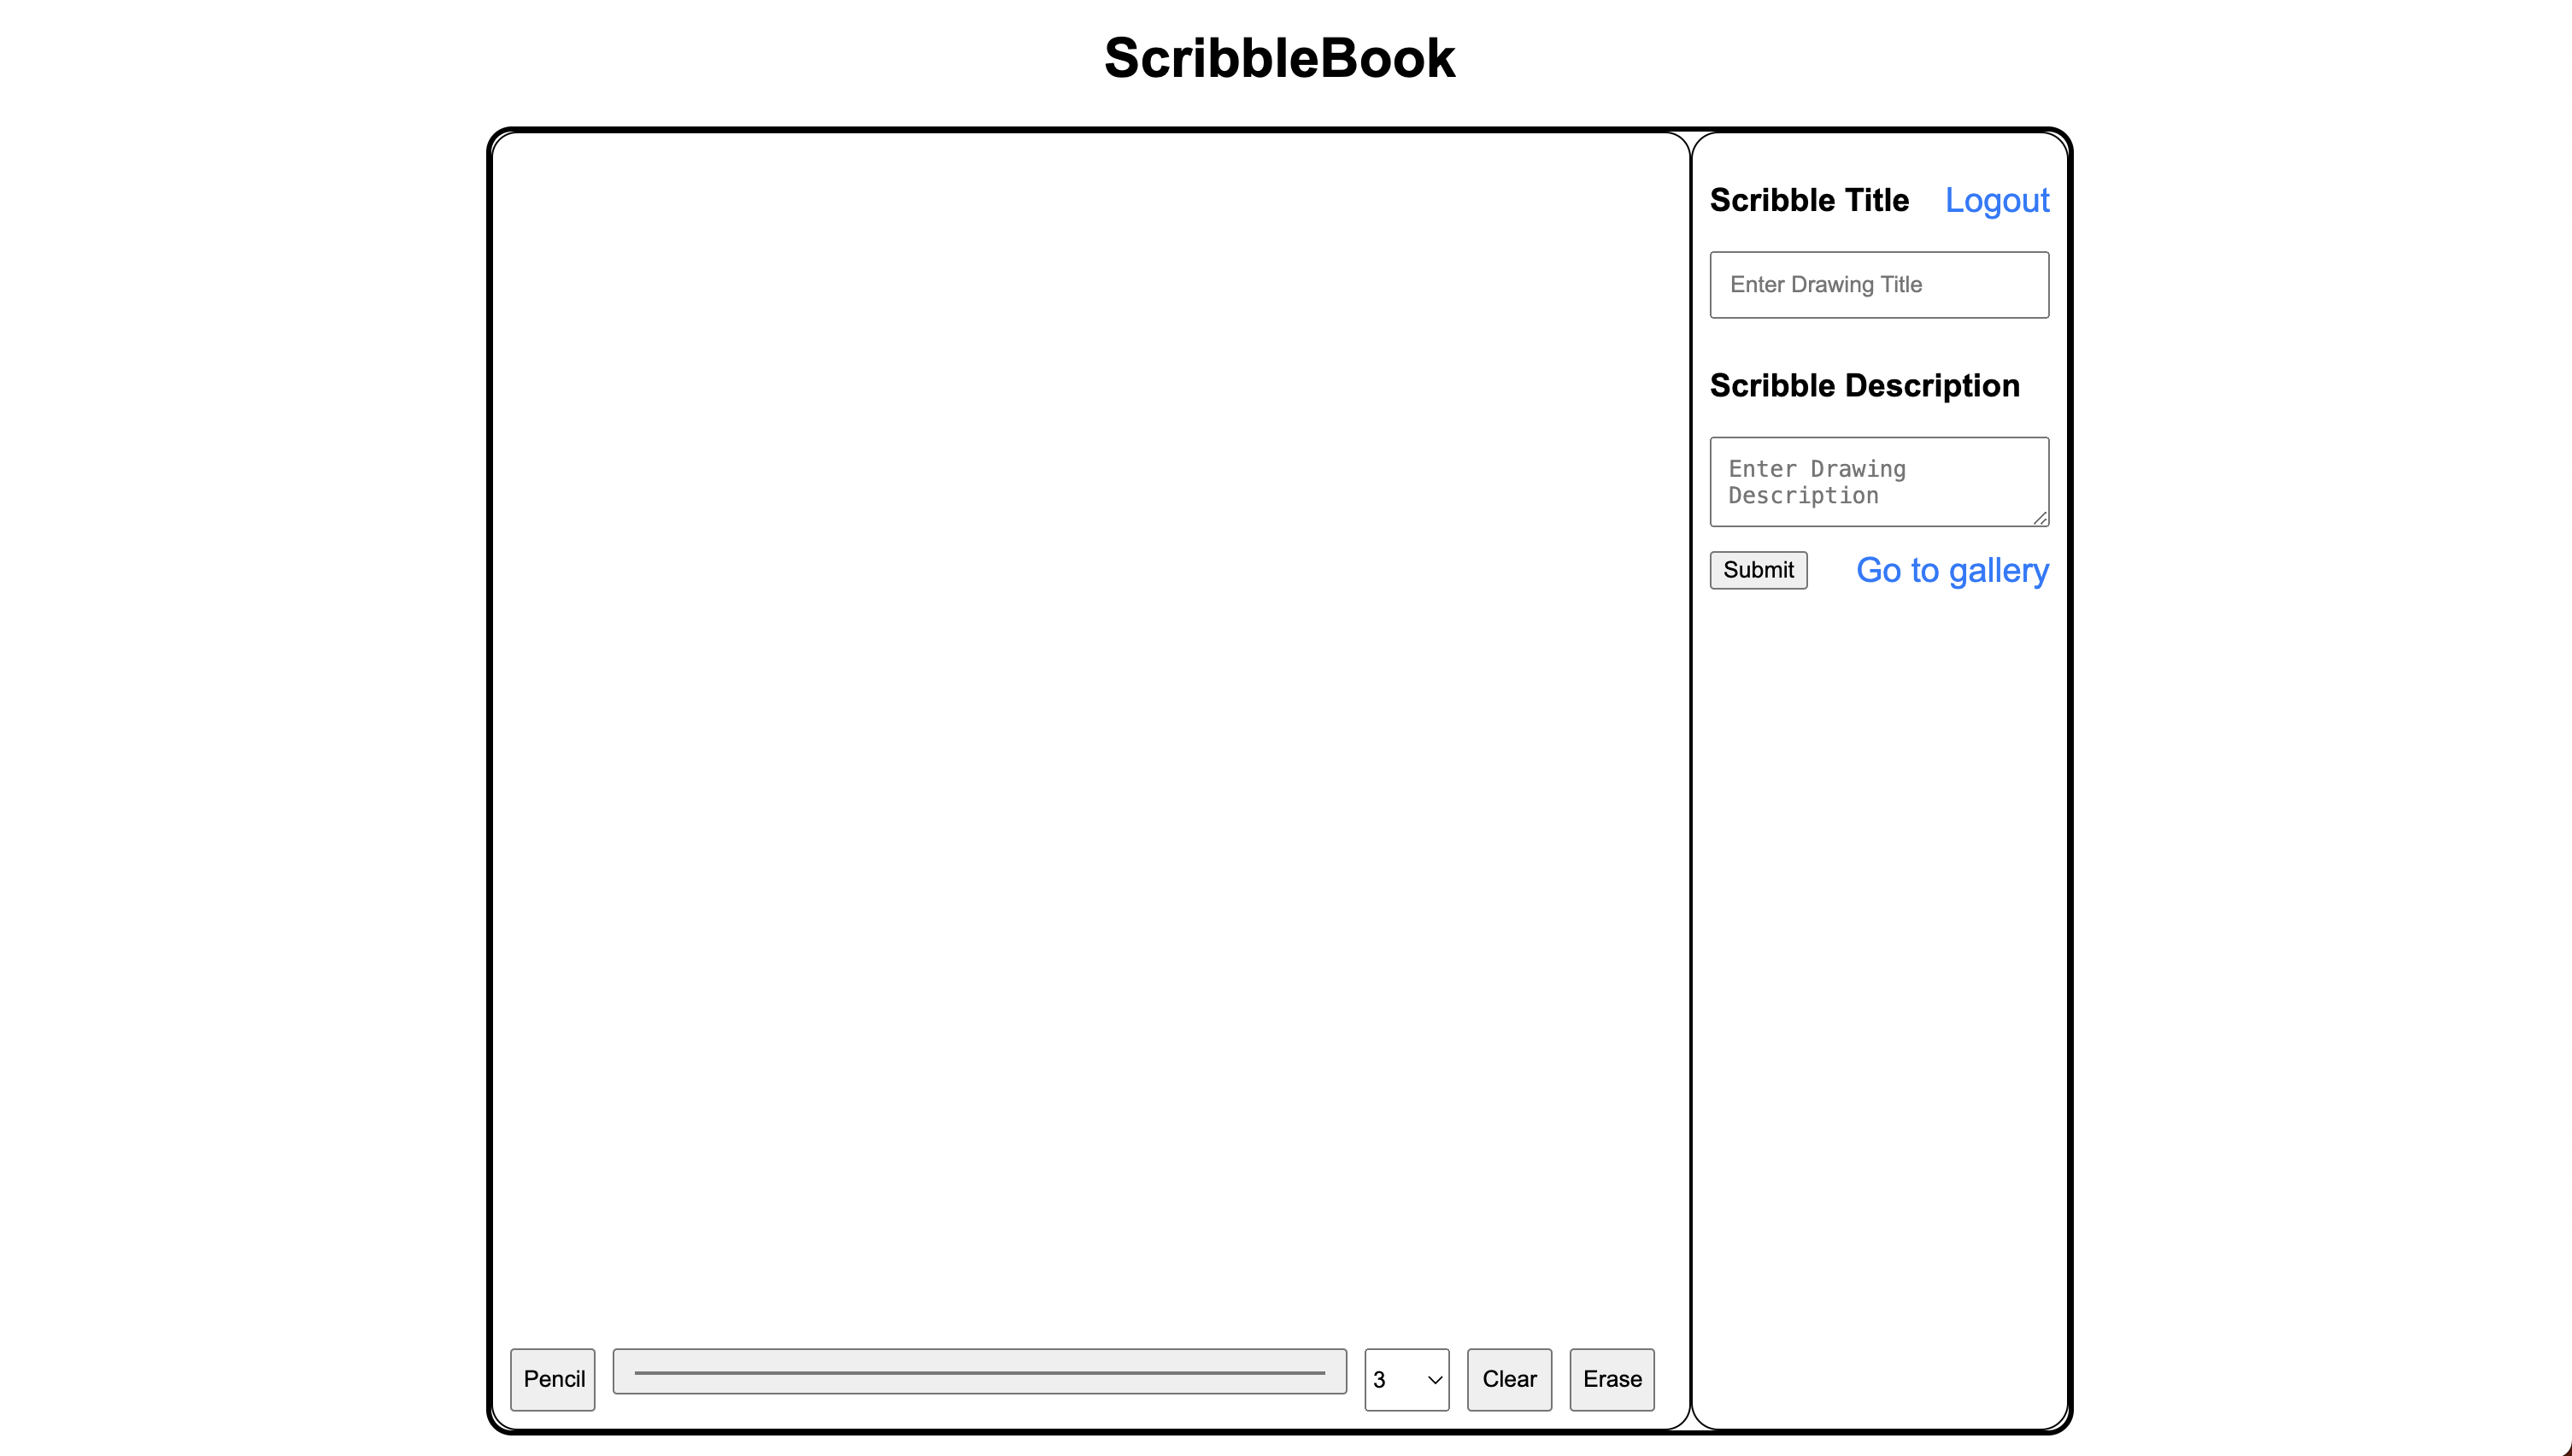 ScribbleBook
Scribble Title
Logout
Enter Drawing Title
Scribble Description
Enter Drawing
Description
Submit
Go to gallery
Pencil
3
Clear
Erase